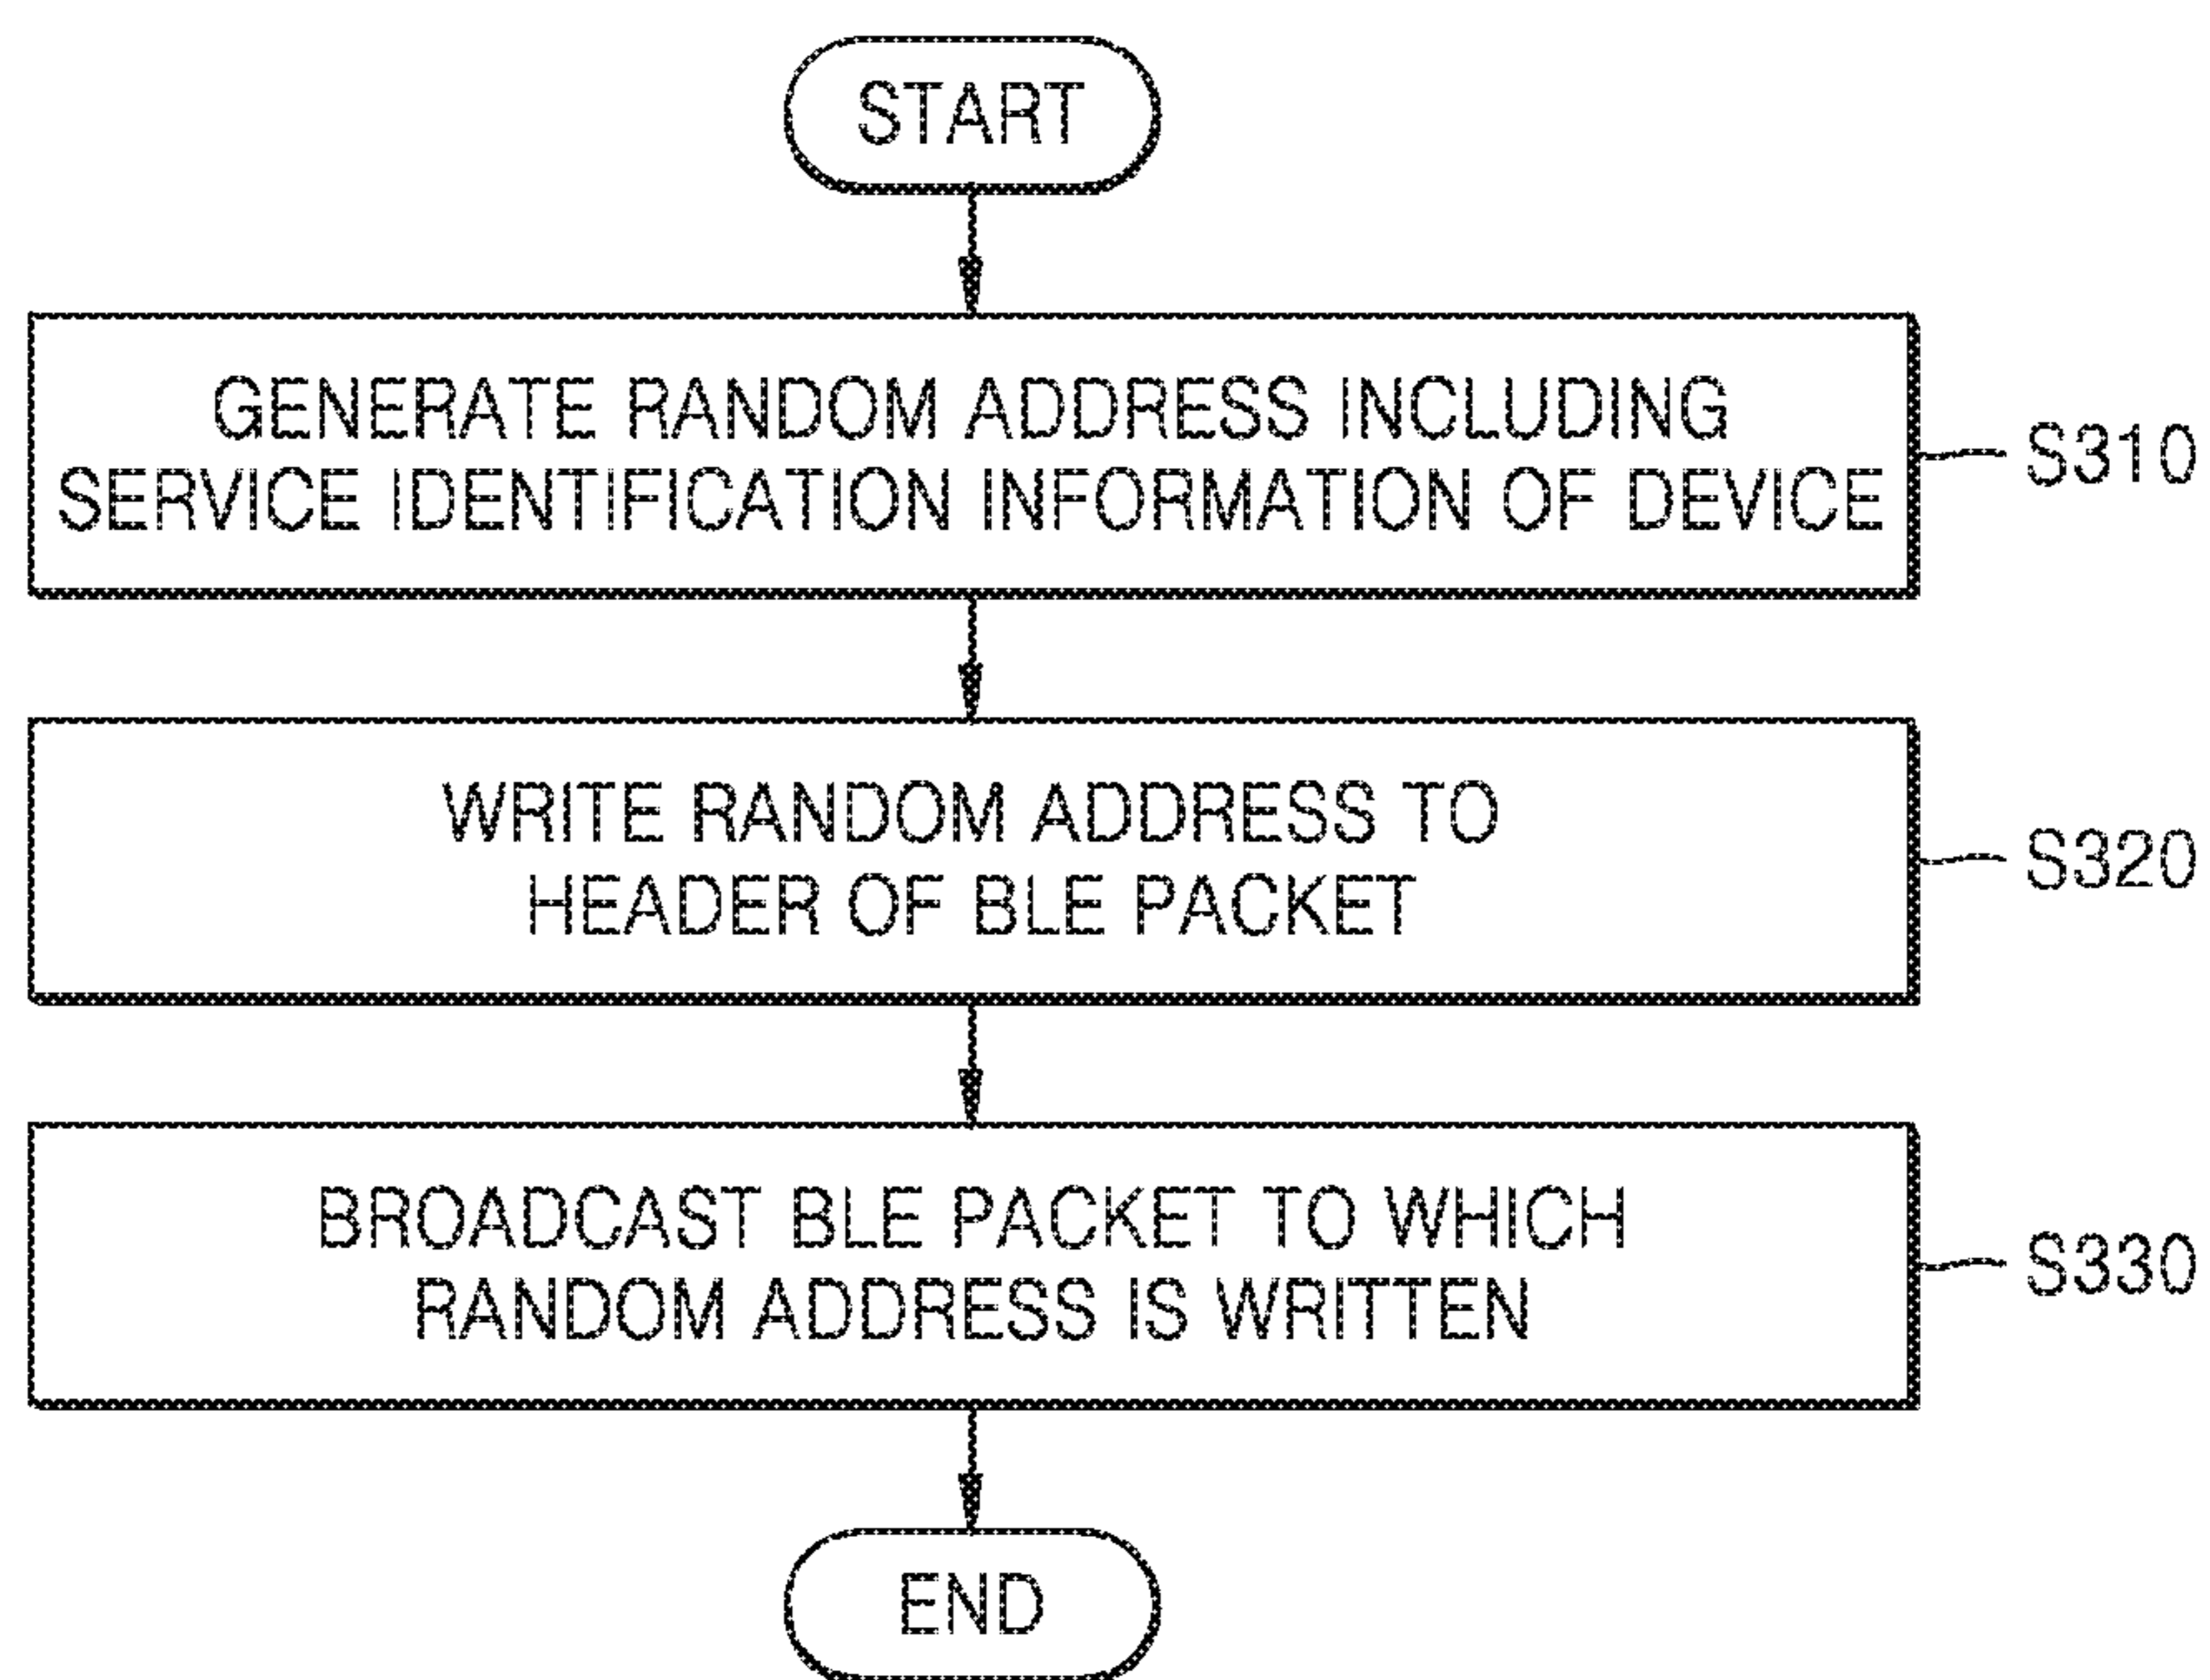 START
GENERATE RANDOM ADDRESS INCLUDING
SERVICE IDENTIFICATION INFORMATION OF DEVICE
S310
WRITE RANDOM ADDRESS TO
HEADER OF BLE PACKET
S320
BROADCAST BLE PACKET TO WHICH
RANDOM ADDRESS IS WRITTEN
S330
END